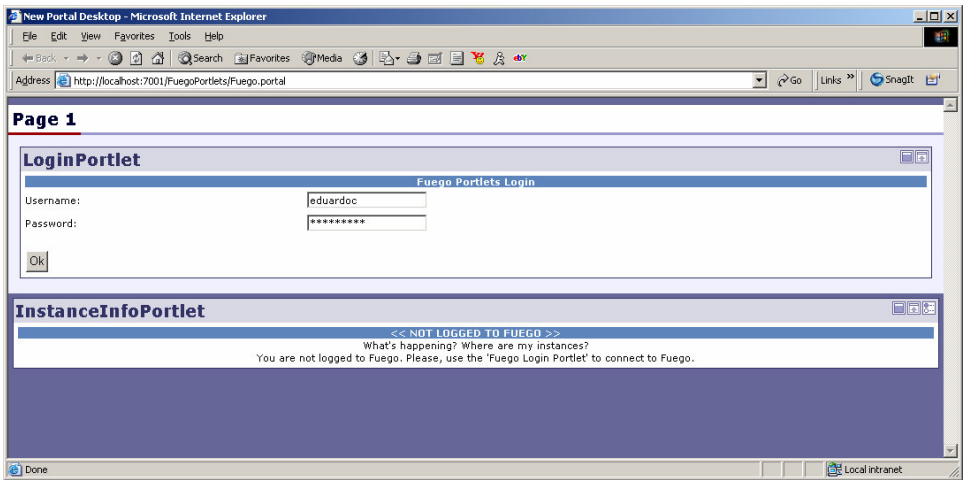 New Portal Desktop - Microsoft Internet Explorer
File Edit View Favorites Tools Help
Back Search Favorites Media ebY
Address http://localhost:7001/FuegoPortlets/Fuego.portal Go Links » SnagIt
Page 1
LoginPortlet
Fuego Portlets Login
Username: eduardoc
Password: *********
Ok
InstanceInfoPortlet
<< NOT LOGGED TO FUEGO >>
What's happening? Where are my instances?
You are not logged to Fuego. Please, use the 'Fuego Login Portlet' to connect to Fuego.
Done Local intranet